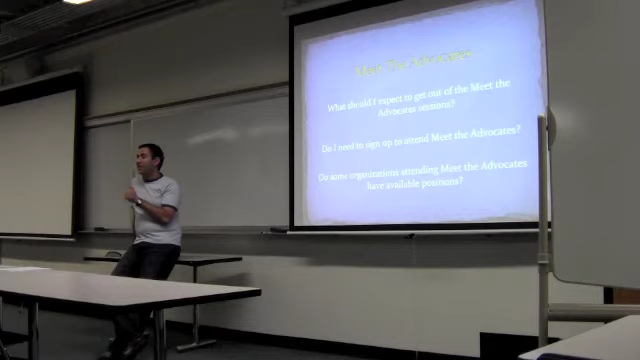 Meet The Advocates
What should I expect to get out of the Meet the
Advocates sessions?
Do I need to sign up to attend Meet the Advocates?
Do some organizations attending Meet the Advocates
have available positions?